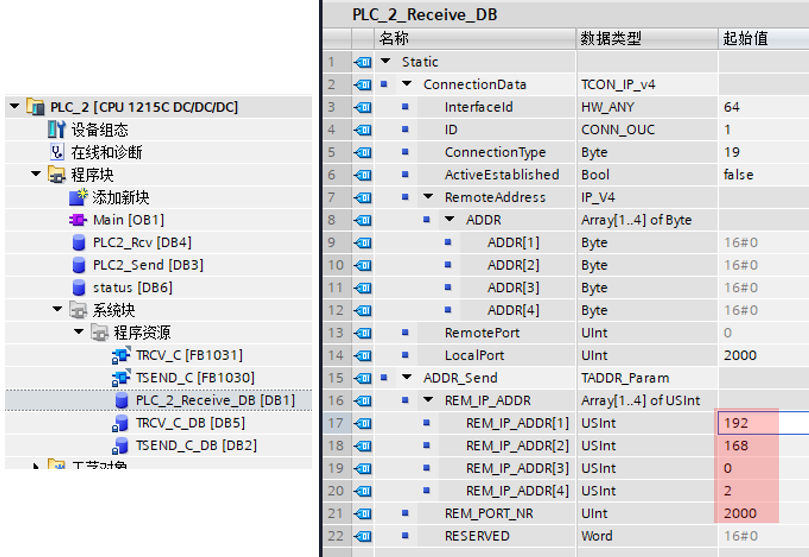 PLC_2 [CPU 1215C DC/DC/DC]
设备组态
在线和诊断
程序块
添加新块
Main [OB1]
PLC2_Rcv [DB4]
PLC2_Send [DB3]
status [DB6]
系统块
程序资源
TRCV_C [FB1031]
TSEND_C [FB1030]
PLC_2_Receive_DB [DB1]
TRCV_C_DB [DB5]
TSEND_C_DB [DB2]
工艺对象
PLC_2_Receive_DB
名称 数据类型 起始值
1 Static
2 ConnectionData TCON_IP_v4
3 InterfaceId HW_ANY 64
4 ID CONN_OUC 1
5 ConnectionType Byte 19
6 ActiveEstablished Bool false
7 RemoteAddress IP_V4
8 ADDR Array[1..4] of Byte
9 ADDR[1] Byte 16#0
10 ADDR[2] Byte 16#0
11 ADDR[3] Byte 16#0
12 ADDR[4] Byte 16#0
13 RemotePort UInt 0
14 LocalPort UInt 2000
15 ADDR_Send TADDR_Param
16 REM_IP_ADDR Array[1..4] of USInt
17 REM_IP_ADDR[1] USInt 192
18 REM_IP_ADDR[2] USInt 168
19 REM_IP_ADDR[3] USInt 0
20 REM_IP_ADDR[4] USInt 2
21 REM_PORT_NR UInt 2000
22 RESERVED Word 16#0